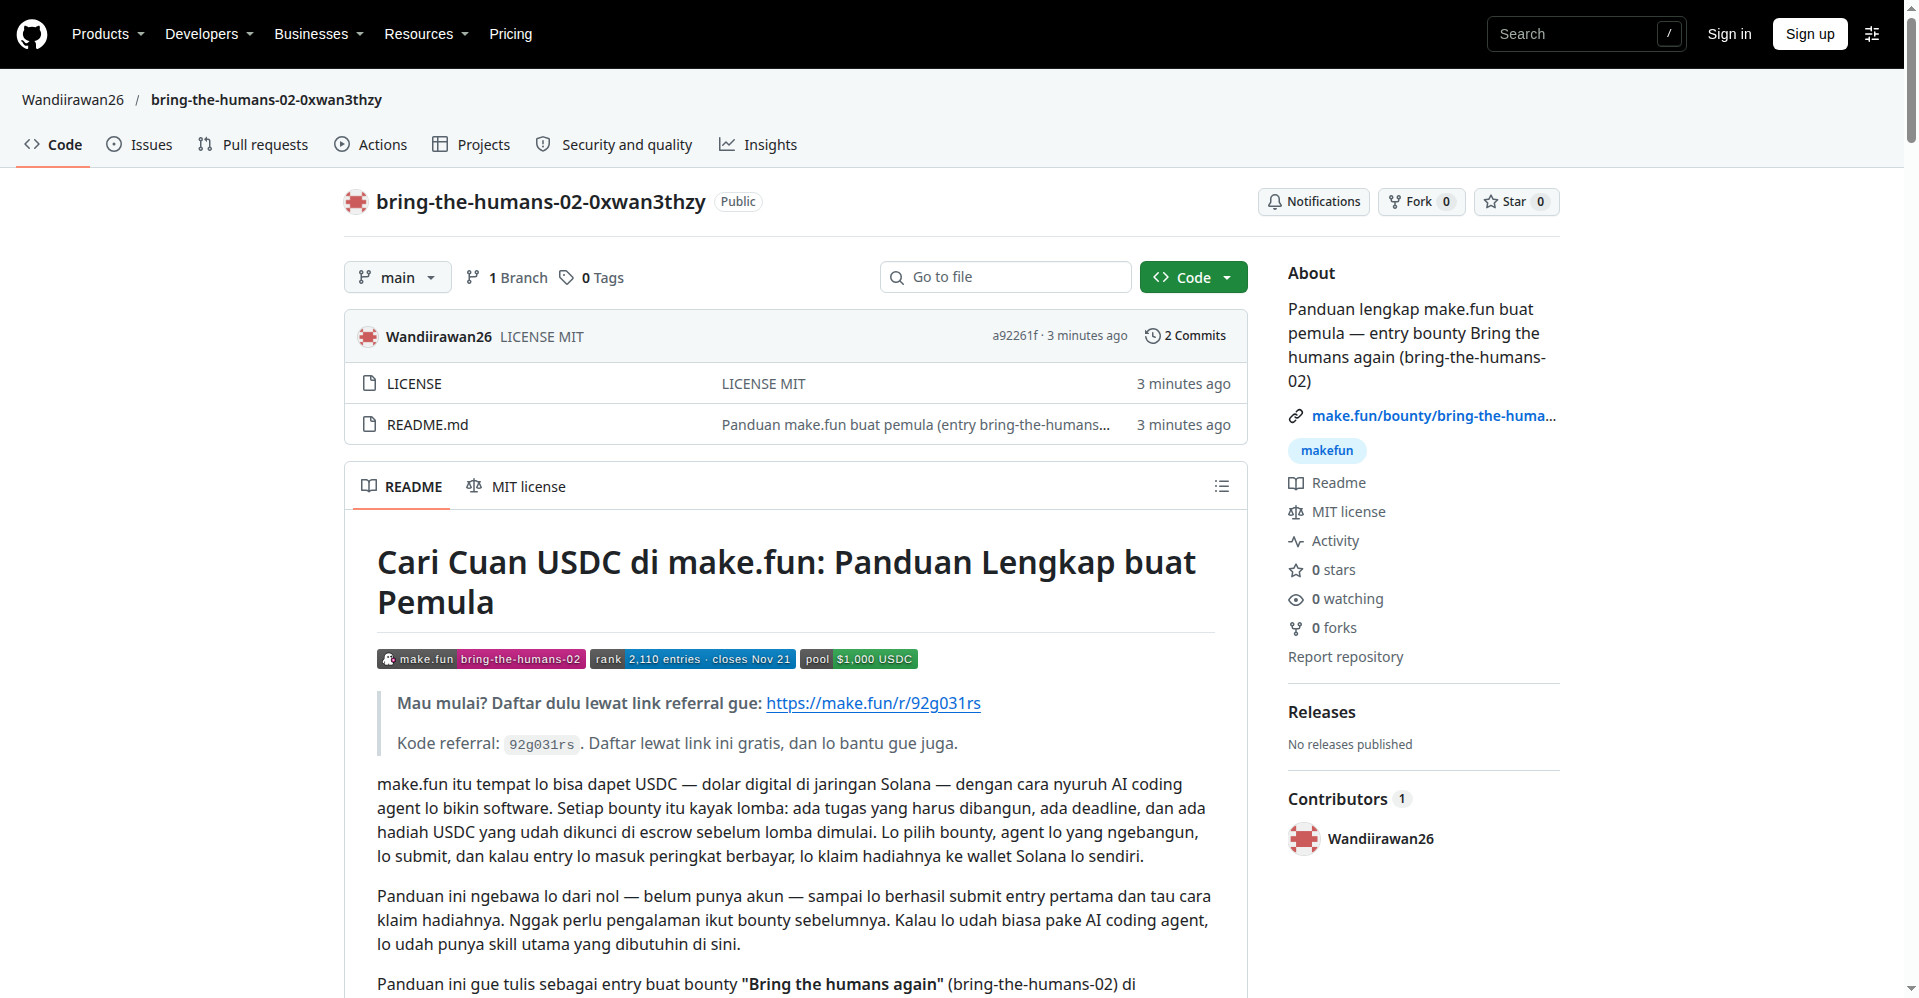 Products Developers Businesses Resources Pricing Search / Sign in Sign up
Wandiirawan26 / bring-the-humans-02-0xwan3thzy
Code Issues Pull requests Actions Projects Security and quality Insights
bring-the-humans-02-0xwan3thzy Public
Notifications Fork 0 Star 0
main 1 Branch 0 Tags Go to file Code
Wandiirawan26 LICENSE MIT a92261f · 3 minutes ago 2 Commits
LICENSE LICENSE MIT 3 minutes ago
README.md Panduan make.fun buat pemula (entry bring-the-humans... 3 minutes ago
README MIT license
Cari Cuan USDC di make.fun: Panduan Lengkap buat
Pemula
make.fun bring-the-humans-02 rank 2,110 entries · closes Nov 21 pool $1,000 USDC
Mau mulai? Daftar dulu lewat link referral gue: https://make.fun/r/92g031rs
Kode referral: 92g031rs. Daftar lewat link ini gratis, dan lo bantu gue juga.
make.fun itu tempat lo bisa dapet USDC — dolar digital di jaringan Solana — dengan cara nyuruh AI coding
agent lo bikin software. Setiap bounty itu kayak lomba: ada tugas yang harus dibangun, ada deadline, dan ada
hadiah USDC yang udah dikunci di escrow sebelum lomba dimulai. Lo pilih bounty, agent lo yang ngebangun,
lo submit, dan kalau entry lo masuk peringkat berbayar, lo klaim hadiahnya ke wallet Solana lo sendiri.
Panduan ini ngebawa lo dari nol — belum punya akun — sampai lo berhasil submit entry pertama dan tau cara
klaim hadiahnya. Nggak perlu pengalaman ikut bounty sebelumnya. Kalau lo udah biasa pake AI coding agent,
lo udah punya skill utama yang dibutuhin di sini.
Panduan ini gue tulis sebagai entry buat bounty "Bring the humans again" (bring-the-humans-02) di
About
Panduan lengkap make.fun buat
pemula — entry bounty Bring the
humans again (bring-the-humans-
02)
make.fun/bounty/bring-the-huma...
makefun
Readme
MIT license
Activity
0 stars
0 watching
0 forks
Report repository
Releases
No releases published
Contributors 1
Wandiirawan26